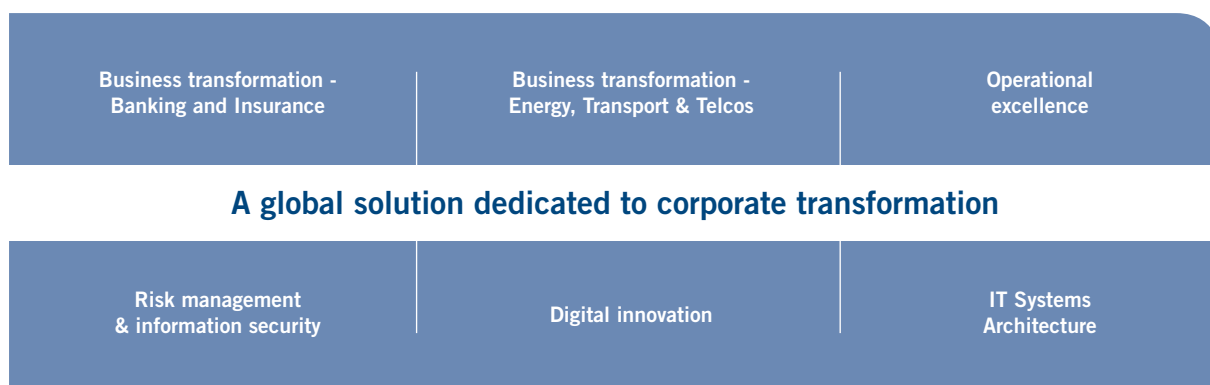 Business transformation -
Banking and Insurance
Business transformation -
Energy, Transport & Telcos
Operational
excellence
A global solution dedicated to corporate transformation
Risk management
& information security
Digital innovation
IT Systems
Architecture